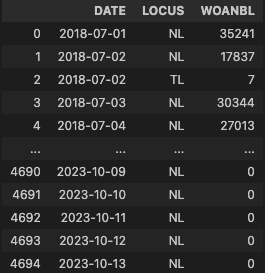 DATE LOCUS WOANBL
0 2018-07-01 NL 35241
1 2018-07-02 NL 17837
2 2018-07-02 TL 7
3 2018-07-03 NL 30344
4 2018-07-04 NL 27013
... ... ... ...
4690 2023-10-09 NL 0
4691 2023-10-10 NL 0
4692 2023-10-11 NL 0
4693 2023-10-12 NL 0
4694 2023-10-13 NL 0